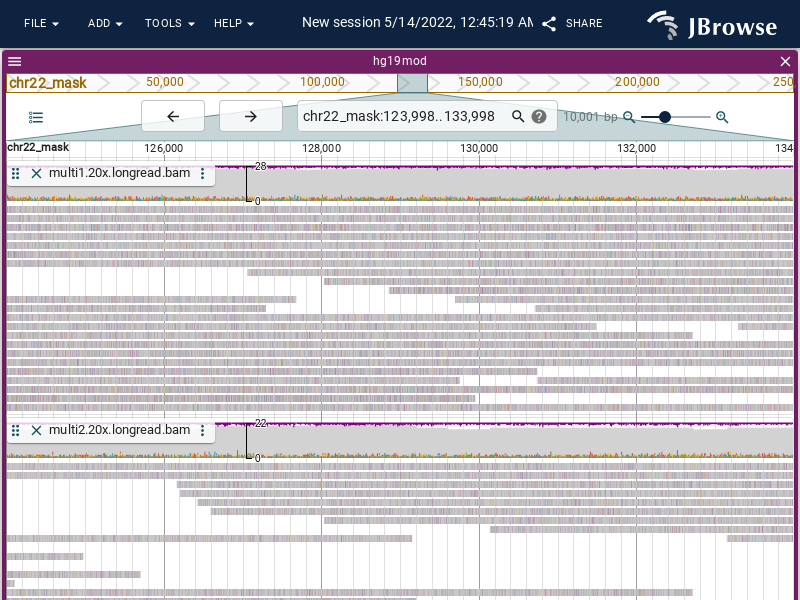 FILE ADD TOOLS HELP New session 5/14/2022, 12:45:19 AM SHARE JBrowse
hg19mod
chr22_mask 50,000 100,000 150,000 200,000 250
chr22_mask:123,998..133,998 10,001 bp
chr22_mask 126,000 128,000 130,000 132,000 134
multi1.20x.longread.bam 28
0
multi2.20x.longread.bam 22
0